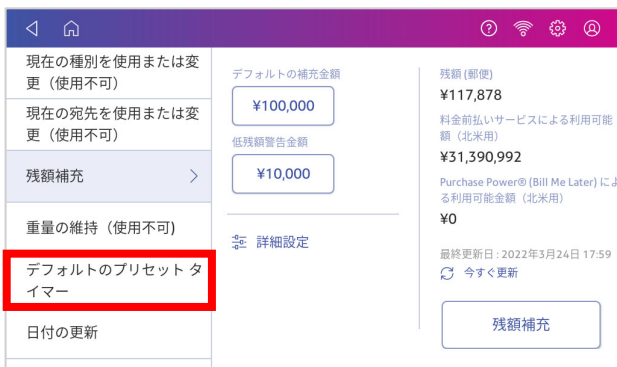 現在の種別を使用または変
更（使用不可）
現在の宛先を使用または変
更（使用不可）
残額補充
重量の維持（使用不可)
デフォルトのプリセット タ
イマー
日付の更新
デフォルトの補充金額
¥100,000
低残額警告金額
¥10,000
詳細設定
残額 (郵便)
¥117,878
料金前払いサービスによる利用可能
額（北米用）
¥31,390,992
Purchase Power® (Bill Me Later) によ
る利用可能金額（北米用）
¥0
最終更新日 : 2022年3月24日 17:59
今すぐ更新
残額補充